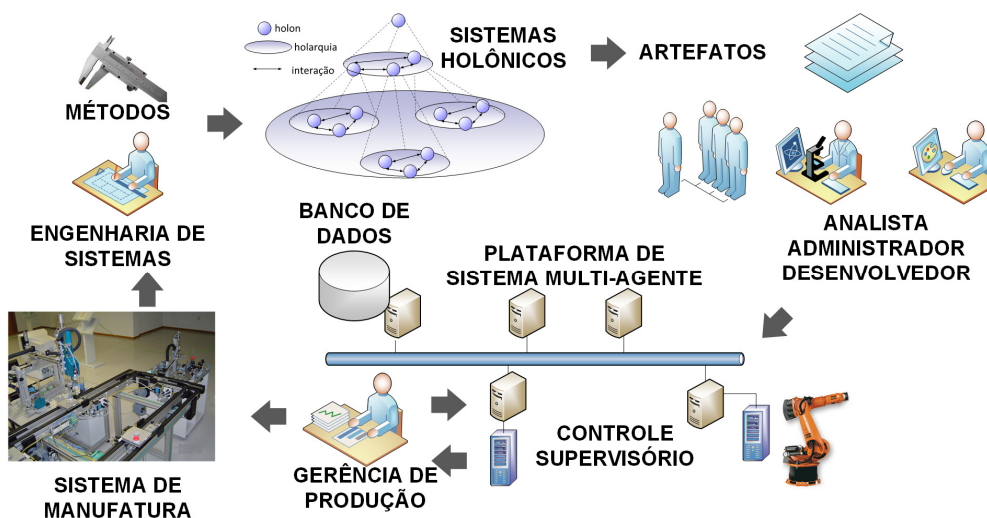 holon
holarquia
interação
SISTEMAS
HOLÔNICOS
ARTEFATOS
MÉTODOS
ENGENHARIA DE
SISTEMAS
BANCO DE
DADOS
PLATAFORMA DE
SISTEMA MULTI-AGENTE
ANALISTA
ADMINISTRADOR
DESENVOLVEDOR
CONTROLE
SUPERVISÓRIO
GERÊNCIA DE
PRODUÇÃO
SISTEMA DE
MANUFATURA